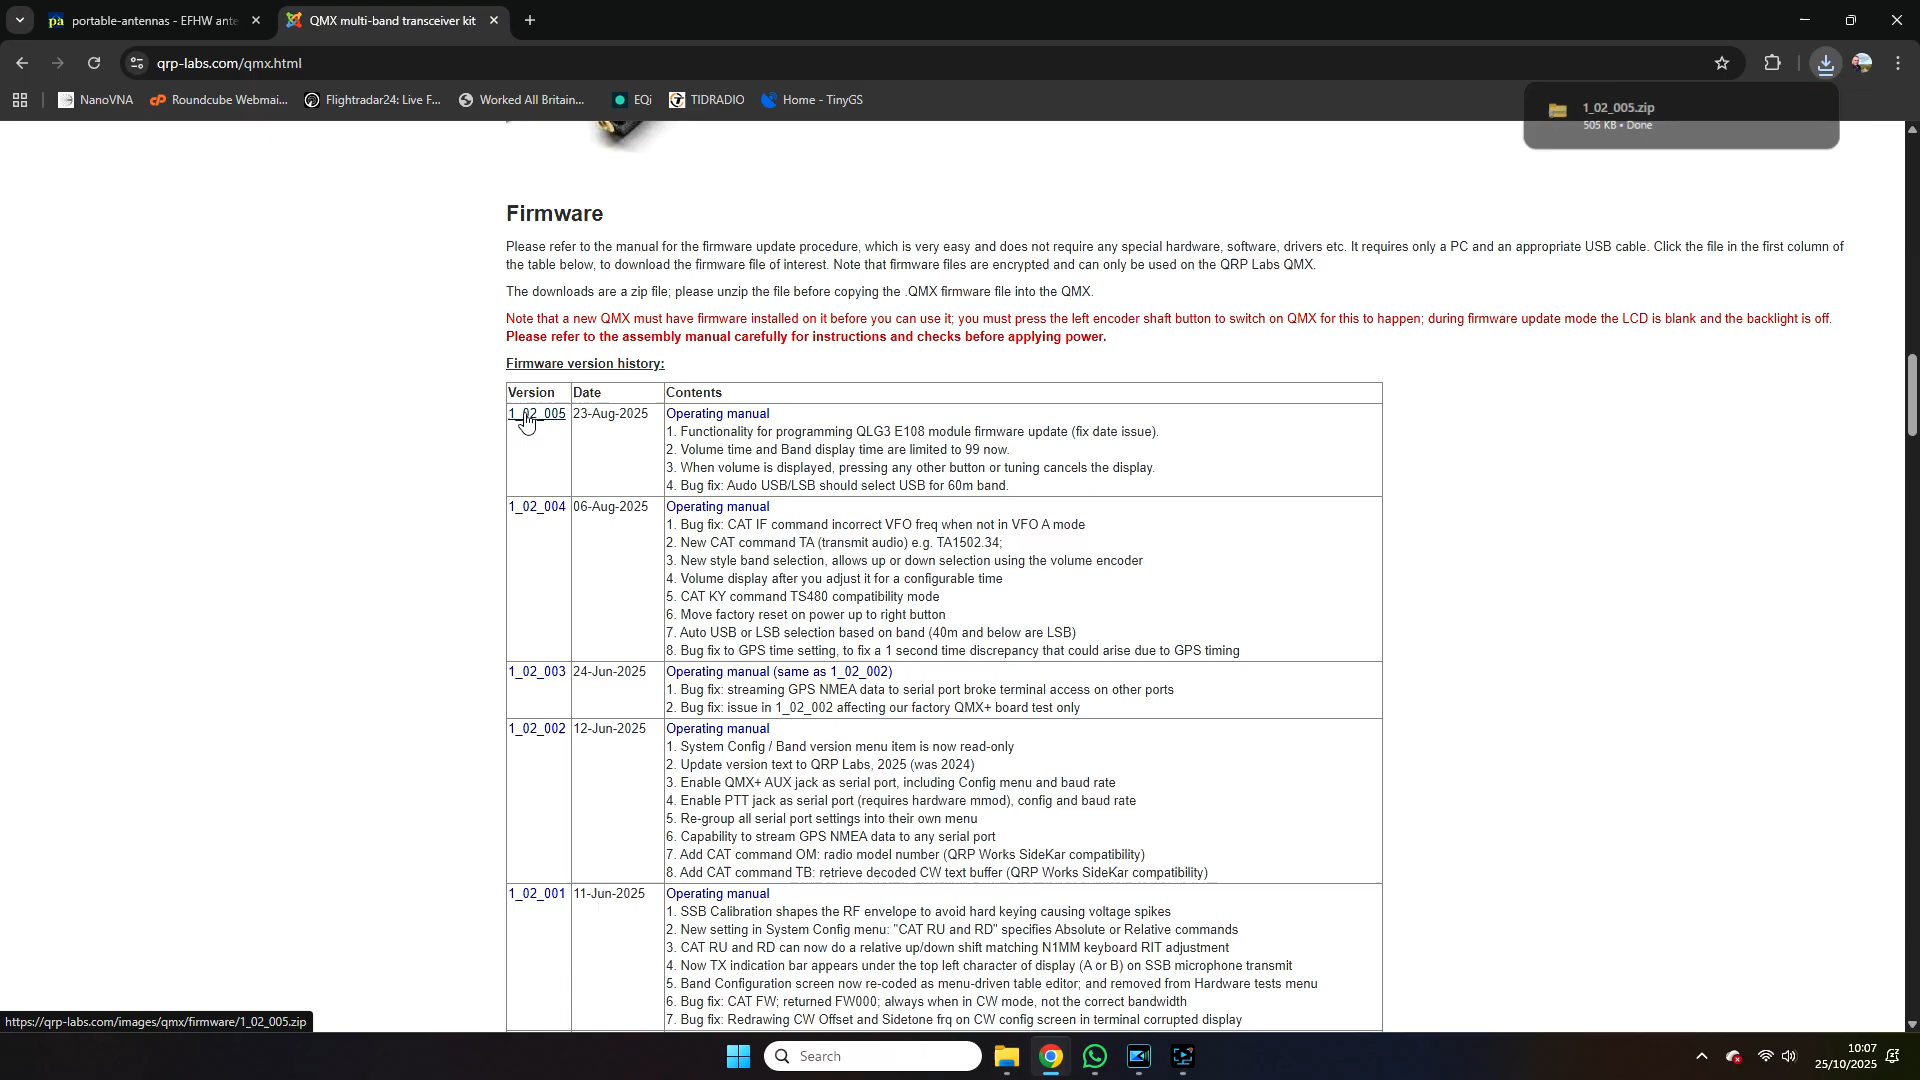 portable-antennas - EFHW ante
QMX multi-band transceiver kit
qrp-labs.com/qmx.html
NanoVNA
Roundcube Webmai...
Flightradar24: Live F...
Worked All Britain...
EQi
TIDRADIO
Home - TinyGS
1_02_005.zip
505 KB • Done
Firmware
Please refer to the manual for the firmware update procedure, which is very easy and does not require any special hardware, software, drivers etc. It requires only a PC and an appropriate USB cable. Click the file in the first column of
the table below, to download the firmware file of interest. Note that firmware files are encrypted and can only be used on the QRP Labs QMX.
The downloads are a zip file; please unzip the file before copying the .QMX firmware file into the QMX.
Note that a new QMX must have firmware installed on it before you can use it; you must press the left encoder shaft button to switch on QMX for this to happen; during firmware update mode the LCD is blank and the backlight is off.
Please refer to the assembly manual carefully for instructions and checks before applying power.
Firmware version history:
Version Date Contents
1_02_005 23-Aug-2025 Operating manual
1. Functionality for programming QLG3 E108 module firmware update (fix date issue).
2. Volume time and Band display time are limited to 99 now.
3. When volume is displayed, pressing any other button or tuning cancels the display.
4. Bug fix: Audo USB/LSB should select USB for 60m band.
1_02_004 06-Aug-2025 Operating manual
1. Bug fix: CAT IF command incorrect VFO freq when not in VFO A mode
2. New CAT command TA (transmit audio) e.g. TA1502.34;
3. New style band selection, allows up or down selection using the volume encoder
4. Volume display after you adjust it for a configurable time
5. CAT KY command TS480 compatibility mode
6. Move factory reset on power up to right button
7. Auto USB or LSB selection based on band (40m and below are LSB)
8. Bug fix to GPS time setting, to fix a 1 second time discrepancy that could arise due to GPS timing
1_02_003 24-Jun-2025 Operating manual (same as 1_02_002)
1. Bug fix: streaming GPS NMEA data to serial port broke terminal access on other ports
2. Bug fix: issue in 1_02_002 affecting our factory QMX+ board test only
1_02_002 12-Jun-2025 Operating manual
1. System Config / Band version menu item is now read-only
2. Update version text to QRP Labs, 2025 (was 2024)
3. Enable QMX+ AUX jack as serial port, including Config menu and baud rate
4. Enable PTT jack as serial port (requires hardware mmod), config and baud rate
5. Re-group all serial port settings into their own menu
6. Capability to stream GPS NMEA data to any serial port
7. Add CAT command OM: radio model number (QRP Works SideKar compatibility)
8. Add CAT command TB: retrieve decoded CW text buffer (QRP Works SideKar compatibility)
1_02_001 11-Jun-2025 Operating manual
1. SSB Calibration shapes the RF envelope to avoid hard keying causing voltage spikes
2. New setting in System Config menu: "CAT RU and RD" specifies Absolute or Relative commands
3. CAT RU and RD can now do a relative up/down shift matching N1MM keyboard RIT adjustment
4. Now TX indication bar appears under the top left character of display (A or B) on SSB microphone transmit
5. Band Configuration screen now re-coded as menu-driven table editor; and removed from Hardware tests menu
6. Bug fix: CAT FW; returned FW000; always when in CW mode, not the correct bandwidth
7. Bug fix: Redrawing CW Offset and Sidetone frq on CW config screen in terminal corrupted display
https://qrp-labs.com/images/qmx/firmware/1_02_005.zip
Search
10:07
25/10/2025